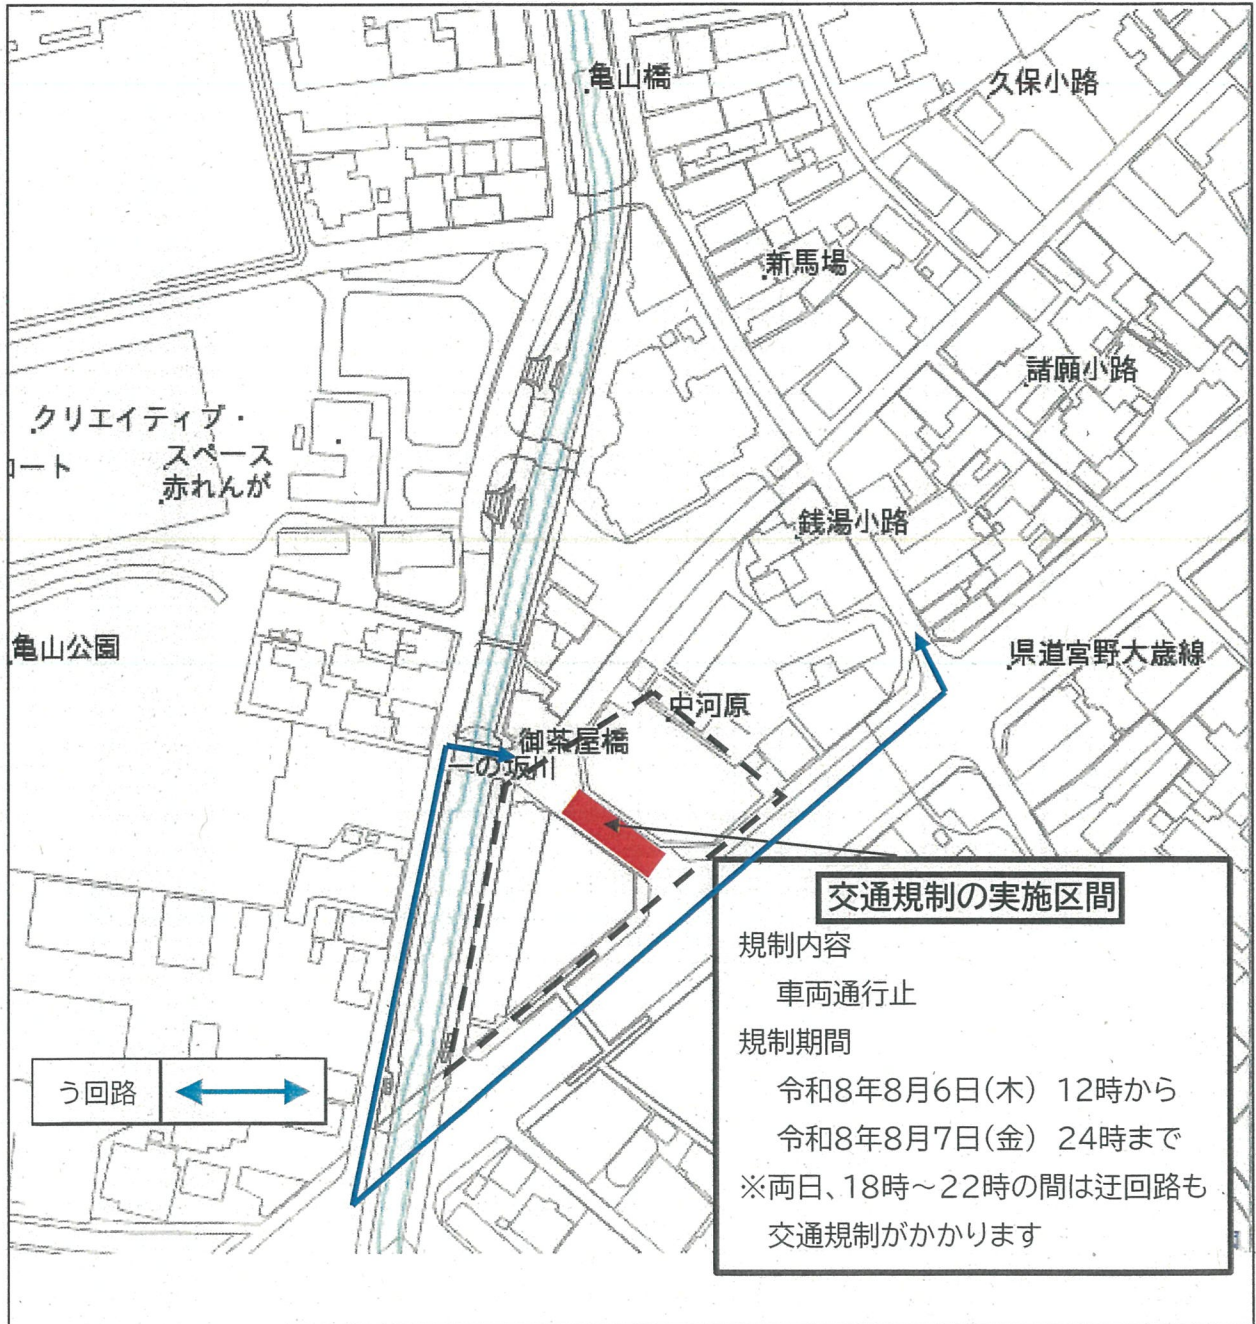 亀山橋
久保小路
新馬場
諸願小路
クリエイティブ・
スペース
赤れんが
ート
銭湯小路
亀山公園
県道宮野大歳線
中河原
御茶屋橋
一の坂川
交通規制の実施区間
規制内容
車両通行止
規制期間
令和8年8月6日(木) 12時から
令和8年8月7日(金) 24時まで
※両日、18時～22時の間は迂回路も
交通規制がかかります
う回路